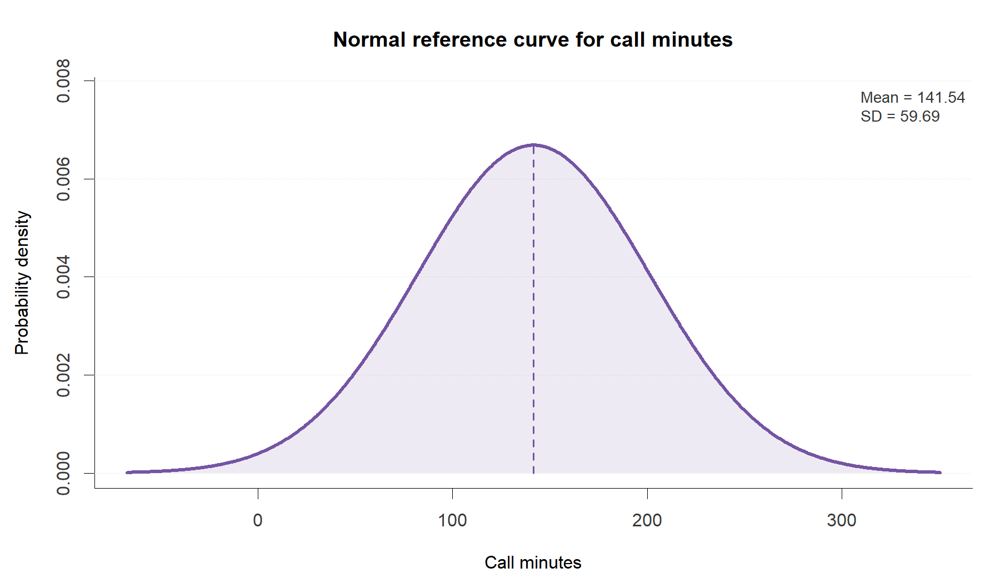 Normal reference curve for call minutes
Mean = 141.54
SD = 59.69
Probability density
0.008
0.006
0.004
0.002
0.000
0 100 200 300
Call minutes